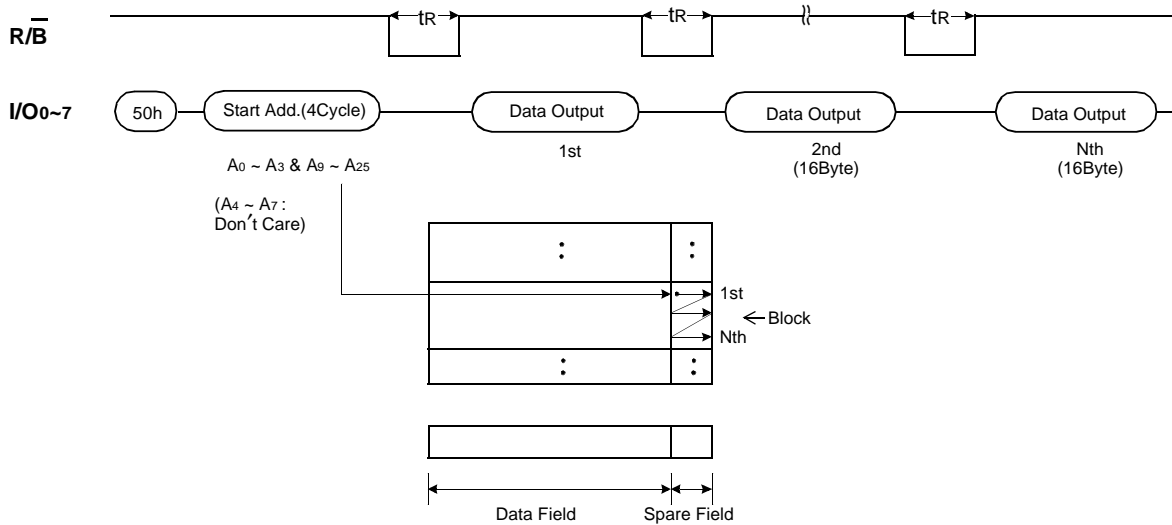 R/B tR tR tR
I/O0~7 50h Start Add.(4Cycle) Data Output Data Output Data Output
1st 2nd Nth
(16Byte) (16Byte)
A0 ~ A3 & A9 ~ A25
(A4 ~ A7 :
Don't Care)
1st
Block
Nth
Data Field Spare Field